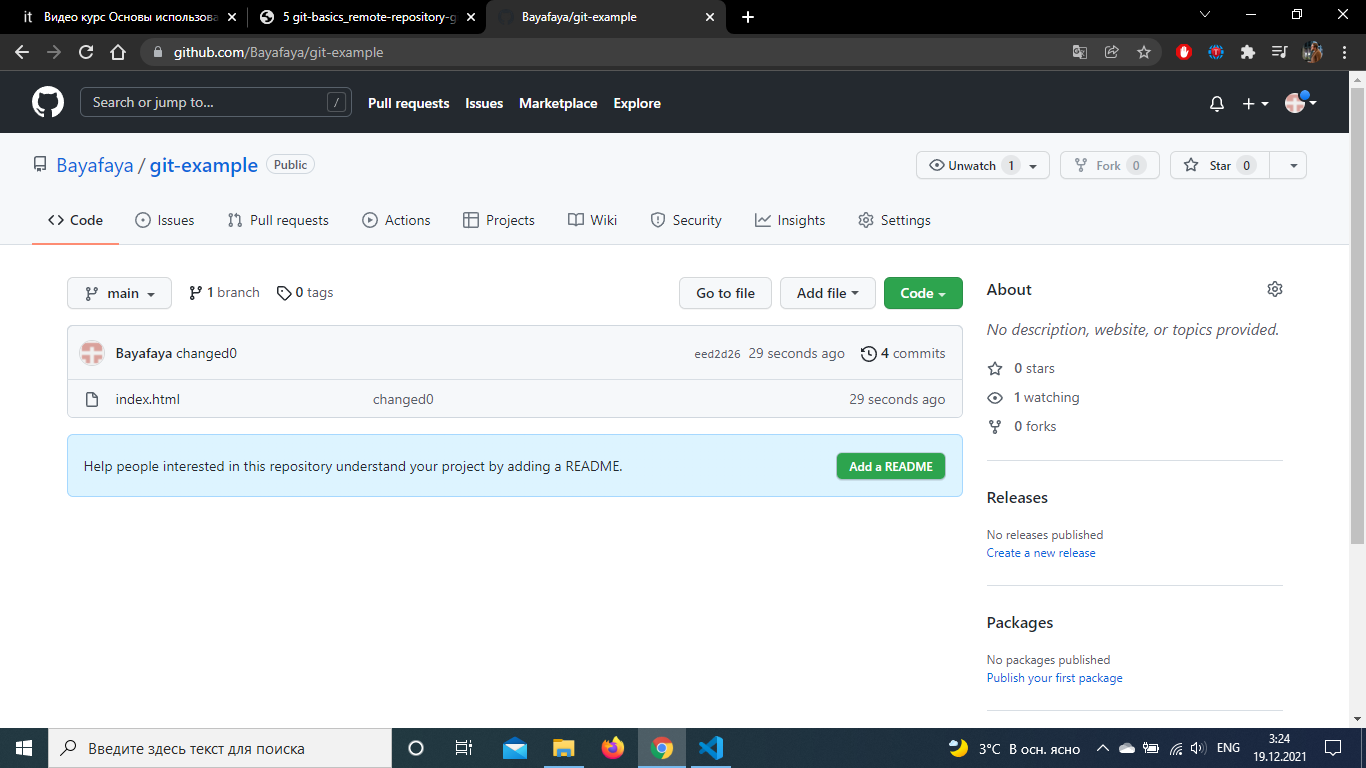 it Видео курс Основы использова
5 git-basics_remote-repository-g
Bayafaya/git-example
github.com/Bayafaya/git-example
Search or jump to... /
Pull requests Issues Marketplace Explore
Bayafaya / git-example Public
Unwatch 1 Fork 0 Star 0
Code Issues Pull requests Actions Projects Wiki Security Insights Settings
main 1 branch 0 tags Go to file Add file Code
Bayafaya changed0 eed2d26 29 seconds ago 4 commits
index.html changed0 29 seconds ago
Help people interested in this repository understand your project by adding a README. Add a README
About
No description, website, or topics provided.
0 stars
1 watching
0 forks
Releases
No releases published
Create a new release
Packages
No packages published
Publish your first package
Введите здесь текст для поиска
3°C В осн. ясно
ENG
3:24
19.12.2021